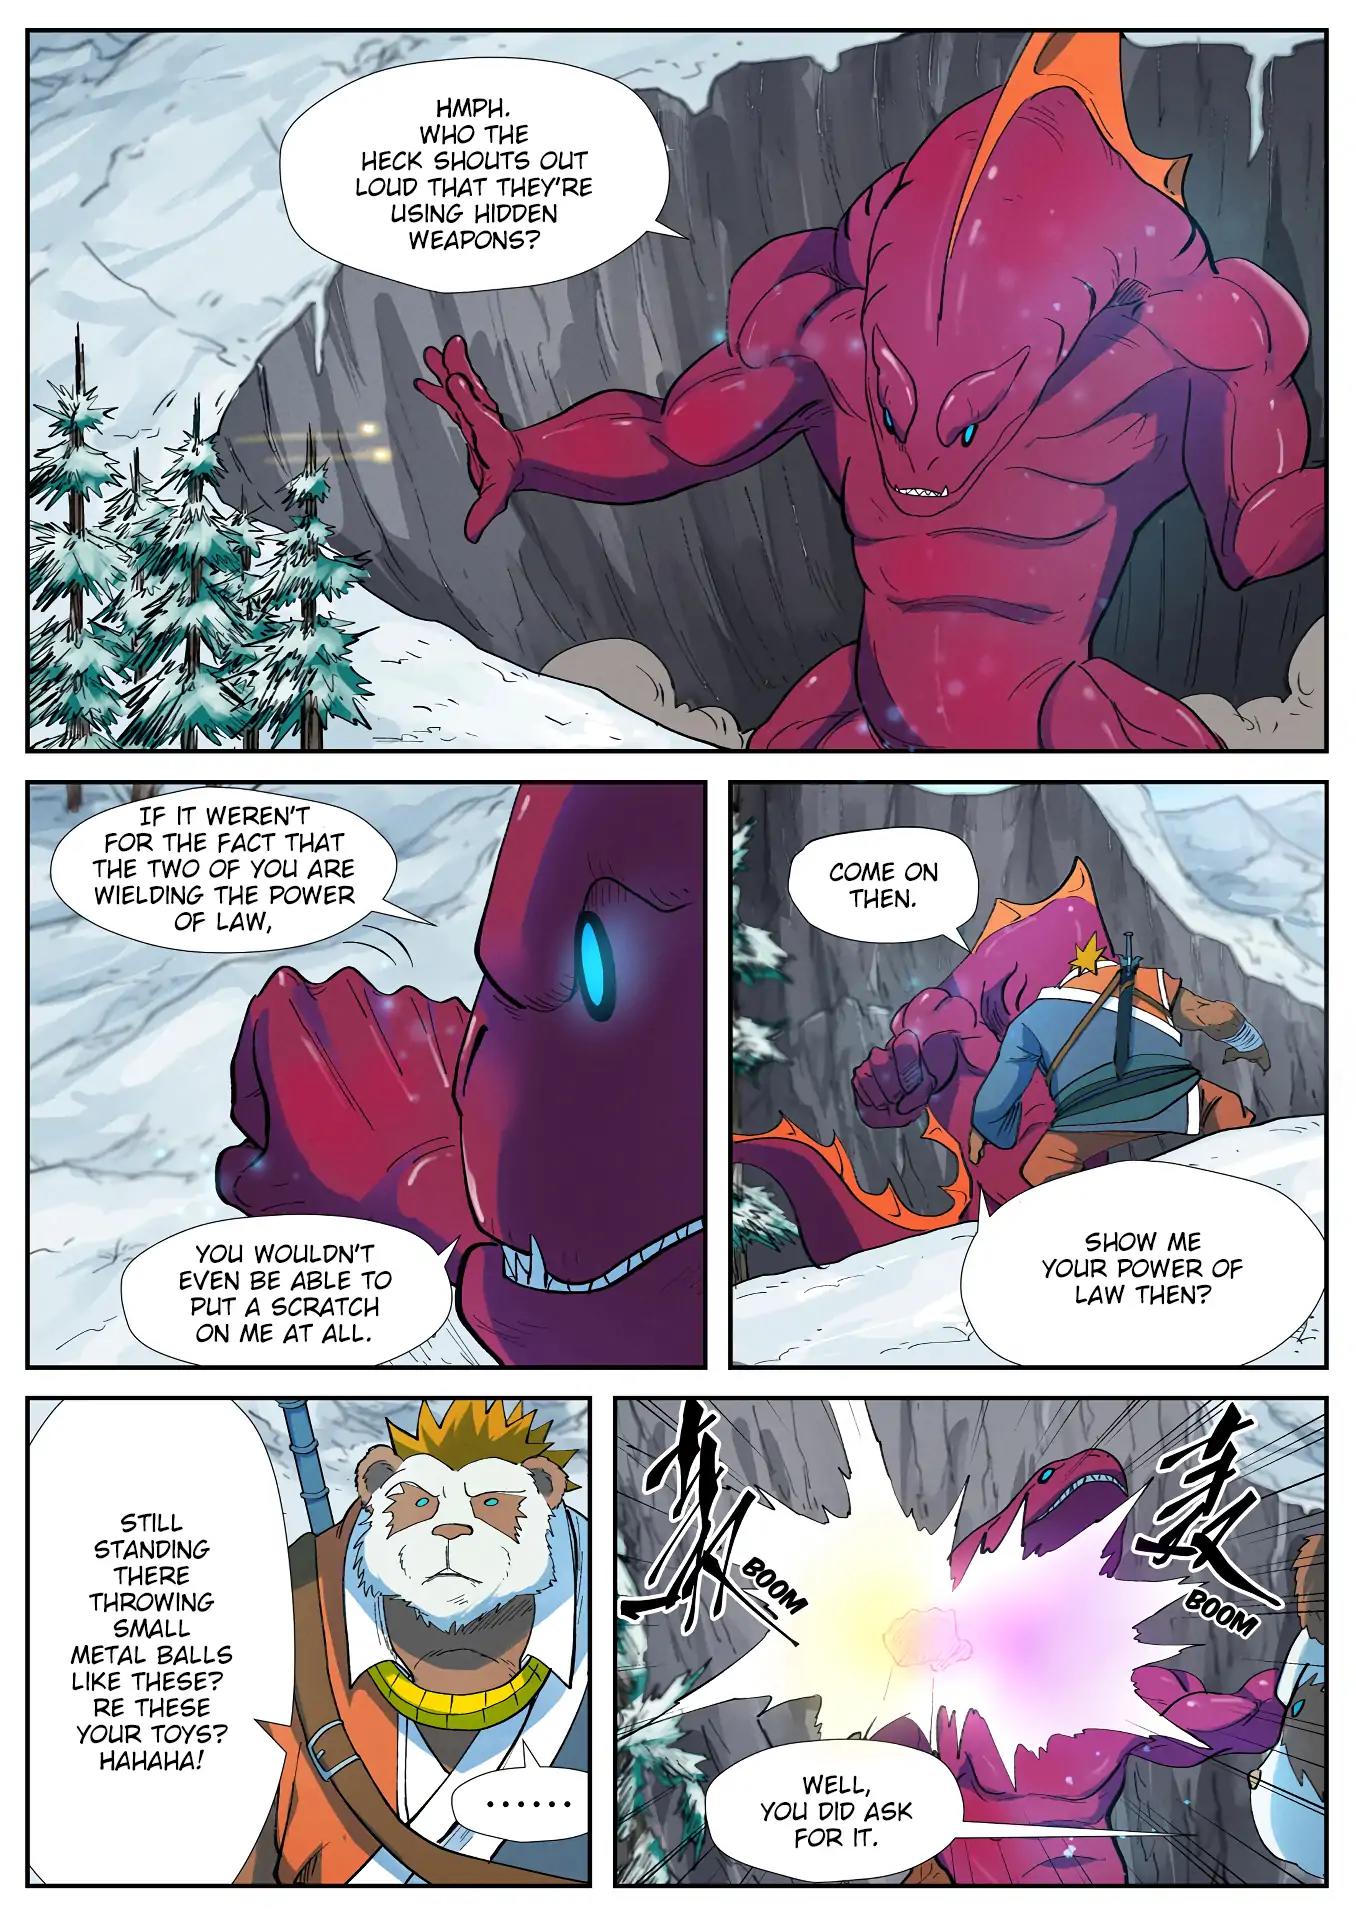 HMPH.
WHO THE
HECK SHOUTS OUT
LOUD THAT THEY'RE
USING HIDDEN
WEAPONS?
IF IT WEREN'T
FOR THE FACT THAT
THE TWO OF YOU ARE
WIELDING THE POWER
OF LAW,
YOU WOULDN'T
EVEN BE ABLE TO
PUT A SCRATCH
ON ME AT ALL.
COME ON
THEN.
SHOW ME
YOUR POWER OF
LAW THEN?
STILL
STANDING
THERE
THROWING
SMALL
METAL BALLS
LIKE THESE?
RE THESE
YOUR TOYS?
HAHAHA!
......
BOOM
BOOM
WELL,
YOU DID ASK
FOR IT.